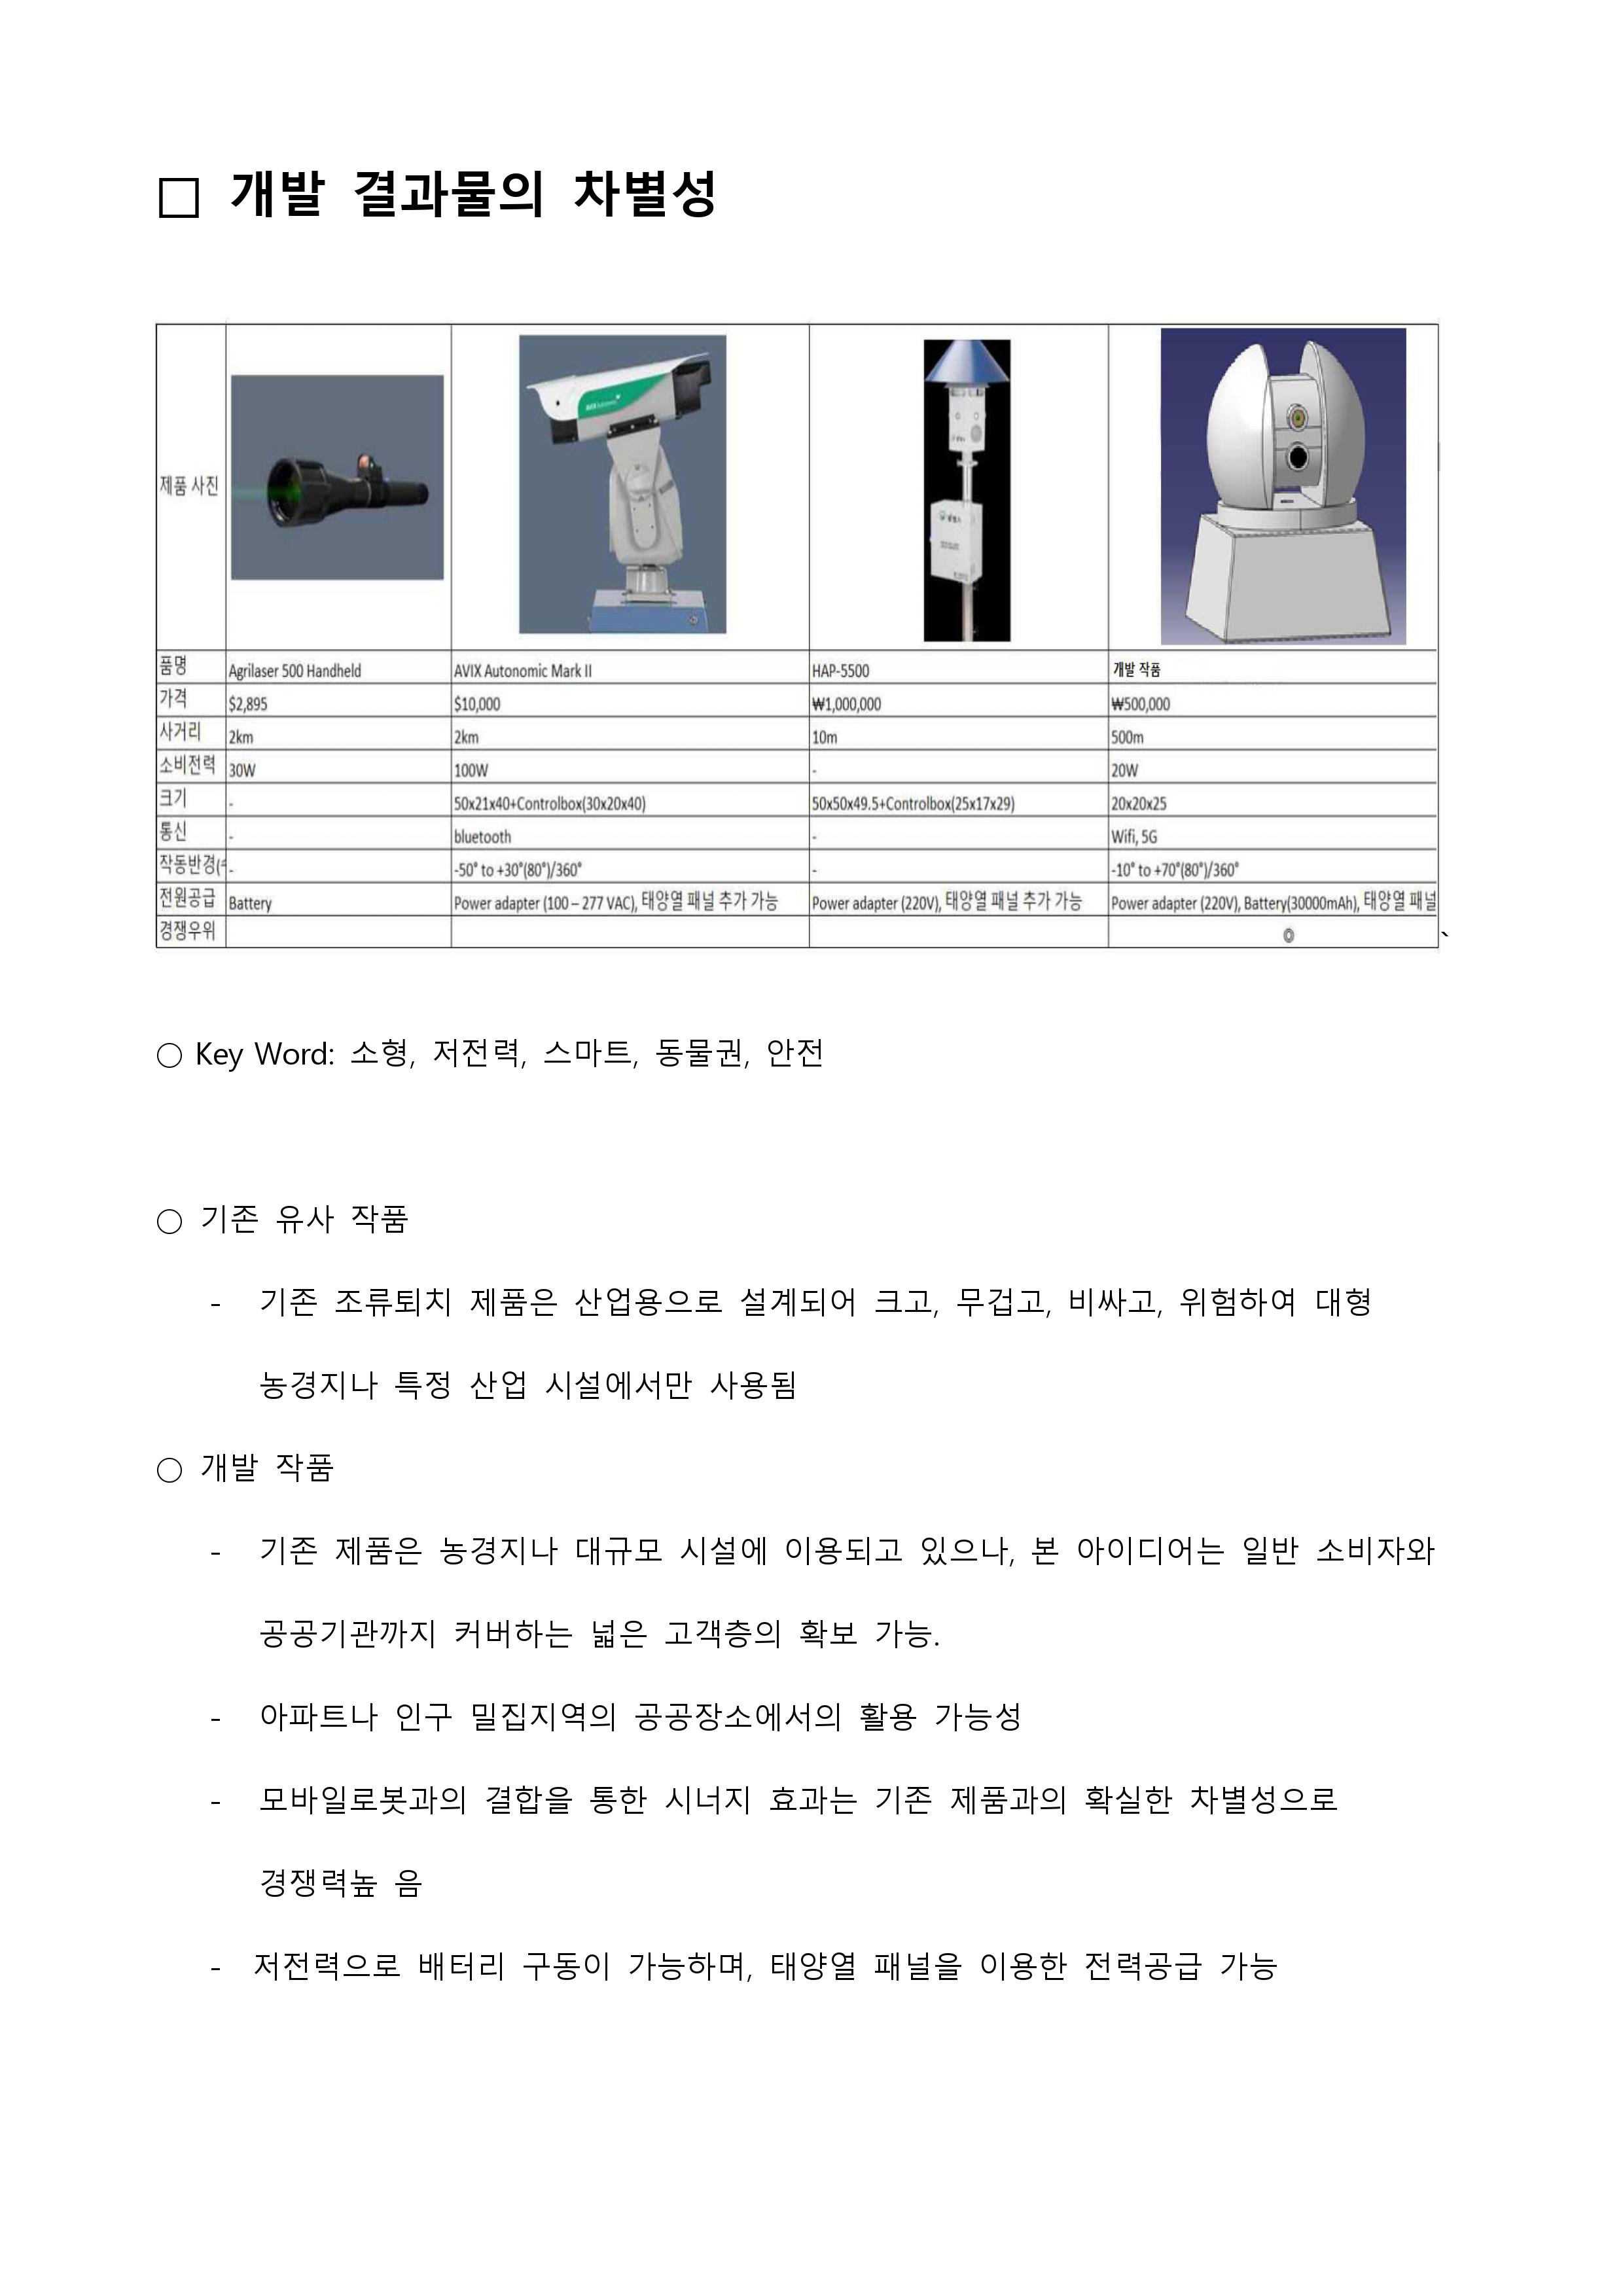 □ 개발 결과물의 차별성
제품 사진
AVIX Autonomic
품명 Agrilaser 500 Handheld AVIX Autonomic Mark II HAP-5500 개발 작품
가격 $2,895 $10,000 ₩1,000,000 ₩500,000
사거리 2km 2km 10m 500m
소비전력 30W 100W - 20W
크기 - 50x21x40+Controlbox(30x20x40) 50x50x49.5+Controlbox(25x17x29) 20x20x25
통신 - bluetooth - Wifi, 5G
작동반경( - -50° to +30°(80°)/360° - -10° to +70°(80°)/360°
전원공급 Battery Power adapter (100 – 277 VAC), 태양열 패널 추가 가능 Power adapter (220V), 태양열 패널 추가 가능 Power adapter (220V), Battery(30000mAh), 태양열 패널
경쟁우위 ◎ `
○ Key Word: 소형, 저전력, 스마트, 동물권, 안전
○ 기존 유사 작품
- 기존 조류퇴치 제품은 산업용으로 설계되어 크고, 무겁고, 비싸고, 위험하여 대형
농경지나 특정 산업 시설에서만 사용됨
○ 개발 작품
- 기존 제품은 농경지나 대규모 시설에 이용되고 있으나, 본 아이디어는 일반 소비자와
공공기관까지 커버하는 넓은 고객층의 확보 가능.
- 아파트나 인구 밀집지역의 공공장소에서의 활용 가능성
- 모바일로봇과의 결합을 통한 시너지 효과는 기존 제품과의 확실한 차별성으로
경쟁력높 음
- 저전력으로 배터리 구동이 가능하며, 태양열 패널을 이용한 전력공급 가능